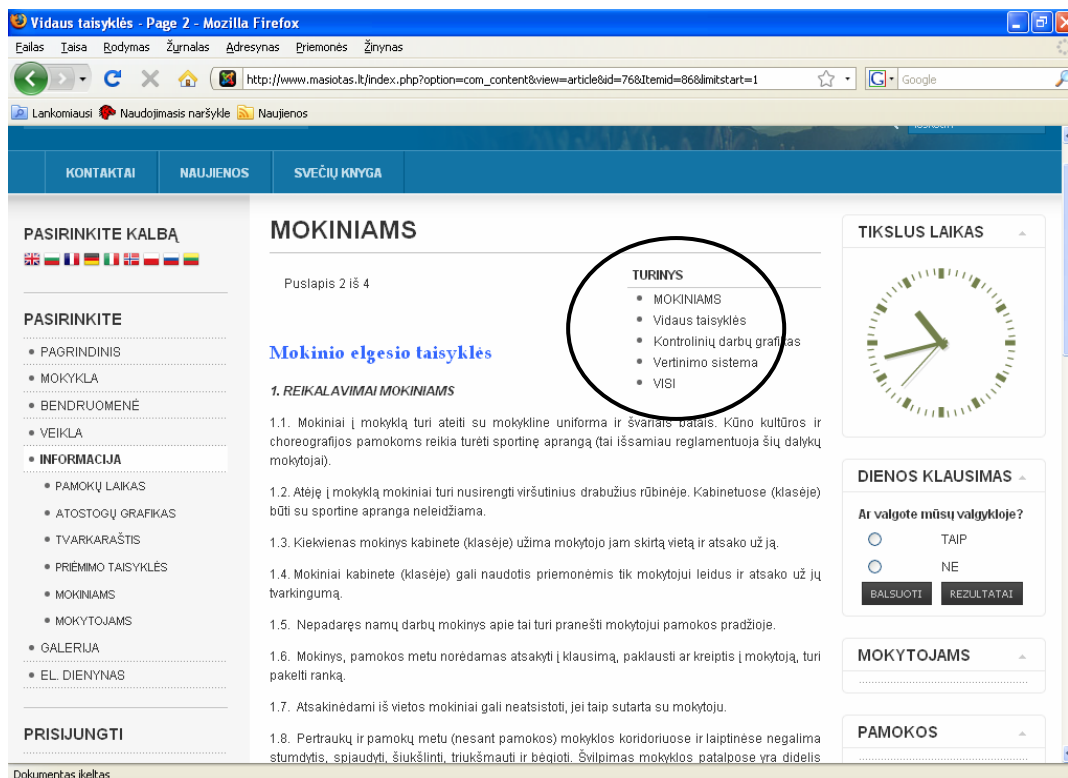 Vidaus taisyklės - Page 2 - Mozilla Firefox
Failas Taisa Rodymas Žurnalas Adresynas Priemonės Žinynas
http://www.masiotas.lt/index.php?option=com_content&view=article&id=76&Itemid=86&limitstart=1
Google
Lankomiausi Naudojimasis naršykle Naujienos
KONTAKTAI NAUJIENOS SVEČIŲ KNYGA
PASIRINKITE KALBĄ
PASIRINKITE
PAGRINDINIS
MOKYKLA
BENDRUOMENĖ
VEIKLA
INFORMACIJA
PAMOKŲ LAIKAS
ATOSTOGŲ GRAFIKAS
TVARKARAŠTIS
PRIĖMIMO TAISYKLĖS
MOKINIAMS
MOKYTOJAMS
GALERIJA
EL. DIENYNAS
PRISIJUNGTI
MOKINIAMS
Puslapis 2 iš 4
TURINYS
MOKINIAMS
Vidaus taisyklės
Kontrolinių darbų grafikas
Vertinimo sistema
VISI
Mokinio elgesio taisyklės
1. REIKALAVIMAI MOKINIAMS
1.1. Mokiniai į mokyklą turi ateiti su mokykline uniforma ir švariais batais. Kūno kultūros ir
choreografijos pamokoms reikia turėti sportinę aprangą (tai išsamiau reglamentuoja šių dalykų
mokytojai).
1.2. Atėję į mokyklą mokiniai turi nusirengti viršutinius drabužius rūbinėje. Kabinetuose (klasėje)
būti su sportine apranga neleidžiama.
1.3. Kiekvienas mokinys kabinete (klasėje) užima mokytojo jam skirtą vietą ir atsako už ją.
1.4. Mokiniai kabinete (klasėje) gali naudotis priemonėmis tik mokytojui leidus ir atsako už jų
tvarkingumą.
1.5. Nepadaręs namų darbų mokinys apie tai turi pranešti mokytojui pamokos pradžioje.
1.6. Mokinys, pamokos metu norėdamas atsakyti į klausimą, paklausti ar kreiptis į mokytoją, turi
pakelti ranką.
1.7. Atsakinėdami iš vietos mokiniai gali neatsistoti, jei taip sutarta su mokytoju.
1.8. Pertraukų ir pamokų metu (nesant pamokos) mokyklos koridoriuose ir laiptinėse negalima
stumdytis, spjaudyti, šiukšlinti, triukšmauti ir bėgioti. Švilpimas mokyklos patalpose yra didelis
TIKSLUS LAIKAS
DIENOS KLAUSIMAS
Ar valgote mūsų valgykloje?
TAIP
NE
BALSUOTI REZULTATAI
MOKYTOJAMS
PAMOKOS
Dokumentas įkeltas